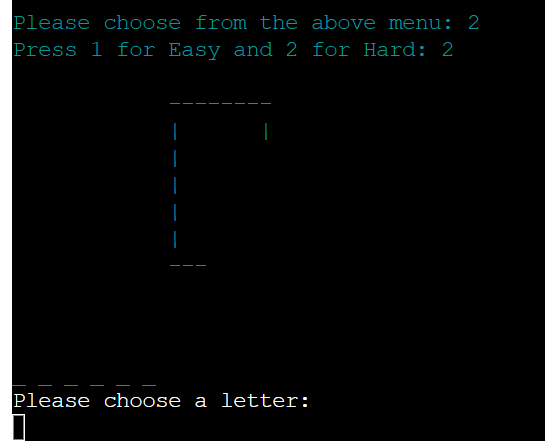 Please choose from the above menu: 2
Press 1 for Easy and 2 for Hard: 2
--------
|      |
|
|
|
|
---
_ _ _ _ _ _
Please choose a letter: